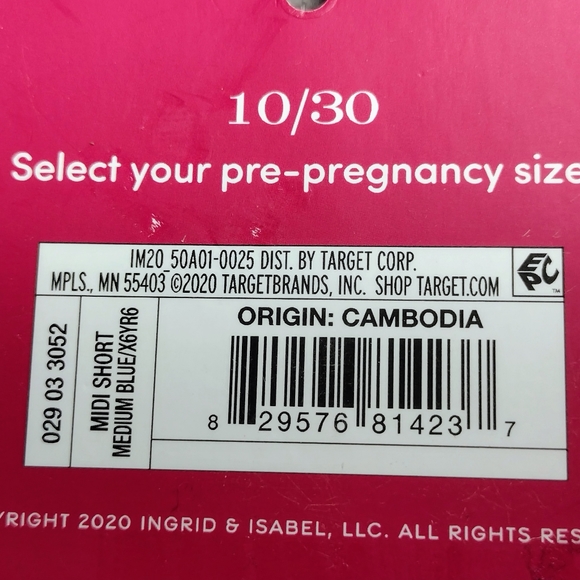 10/30
Select your pre-pregnancy size
IM20_50A01-0025 DIST. BY TARGET CORP.
MPLS., MN 55403 ©2020 TARGETBRANDS, INC. SHOP TARGET.COM
EPC™
029 03 3052
MIDI SHORT
MEDIUM BLUE/X6YR6
ORIGIN: CAMBODIA
8 29576 81423 7
YRIGHT 2020 INGRID & ISABEL, LLC. ALL RIGHTS RES